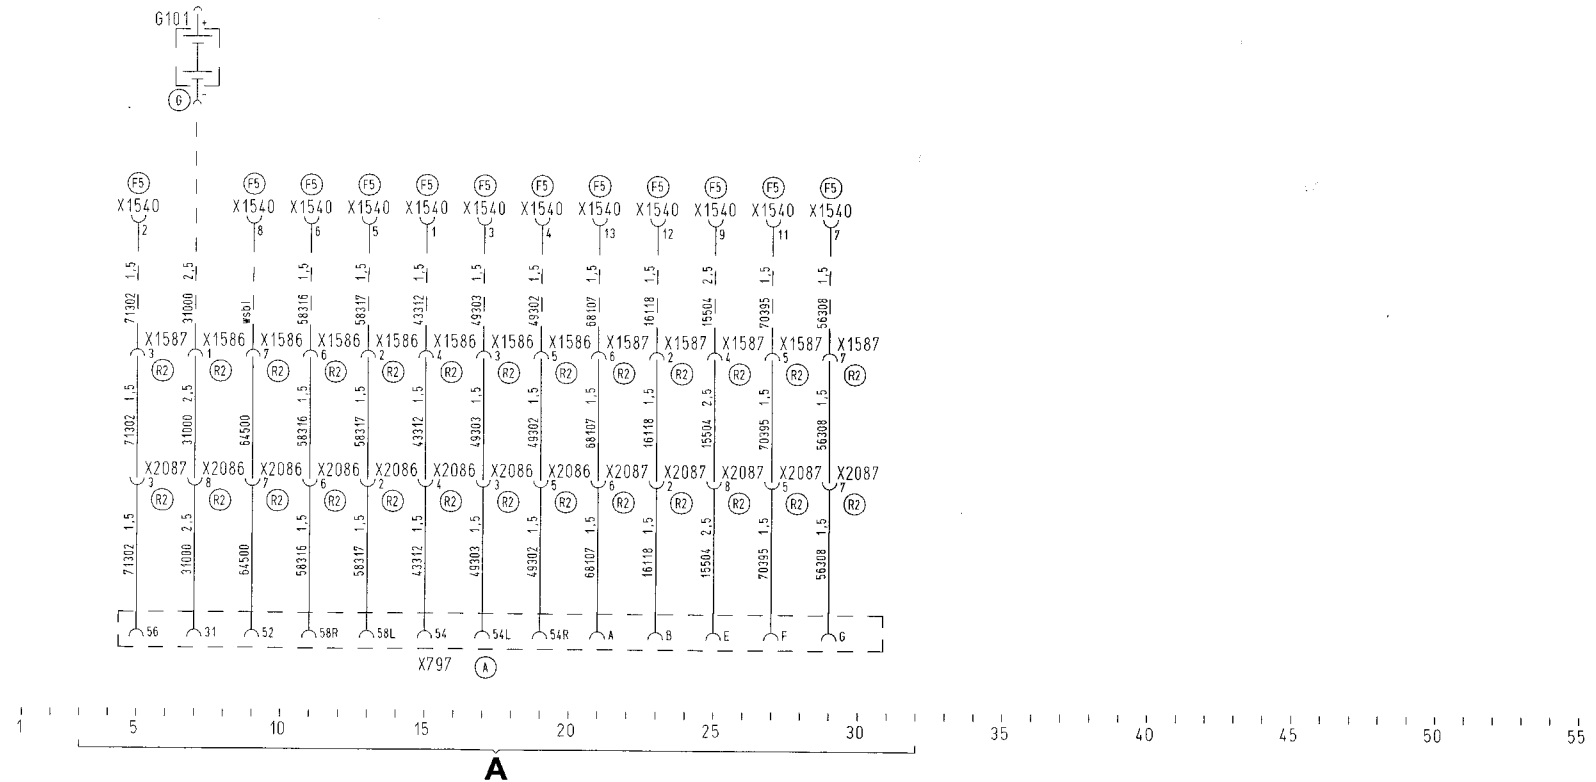 G101
+
-
G
F5 F5 F5 F5 F5 F5 F5 F5 F5 F5 F5 F5
X1540 X1540 X1540 X1540 X1540 X1540 X1540 X1540 X1540 X1540 X1540 X1540
2 8 6 5 1 3 4 13 12 9 11 7
71302 1,5 31000 2,5 wsbl 58316 1,5 58317 1,5 43312 1,5 49303 1,5 49302 1,5 68107 1,5 16118 1,5 15504 2,5 70395 1,5 56308 1,5
X1587 X1586 X1586 X1586 X1586 X1586 X1586 X1586 X1587 X1587 X1587 X1587 X1587
3 1 7 6 2 4 3 5 6 2 4 5 7
R2 R2 R2 R2 R2 R2 R2 R2 R2 R2 R2 R2 R2
71302 1,5 31000 2,5 64500 58316 1,5 58317 1,5 43312 1,5 49303 1,5 49302 1,5 68107 1,5 16118 1,5 15504 2,5 70395 1,5 56308 1,5
X2087 X2086 X2086 X2086 X2086 X2086 X2086 X2086 X2087 X2087 X2087 X2087 X2087
3 8 7 6 2 4 3 5 6 2 8 5 7
R2 R2 R2 R2 R2 R2 R2 R2 R2 R2 R2 R2 R2
71302 1,5 31000 2,5 64500 58316 1,5 58317 1,5 43312 1,5 49303 1,5 49302 1,5 68107 1,5 16118 1,5 15504 2,5 70395 1,5 56308 1,5
56 31 52 58R 58L 54 54L 54R A B E F G
X797 A
1 5 10 15 20 25 30 35 40 45 50 55
A